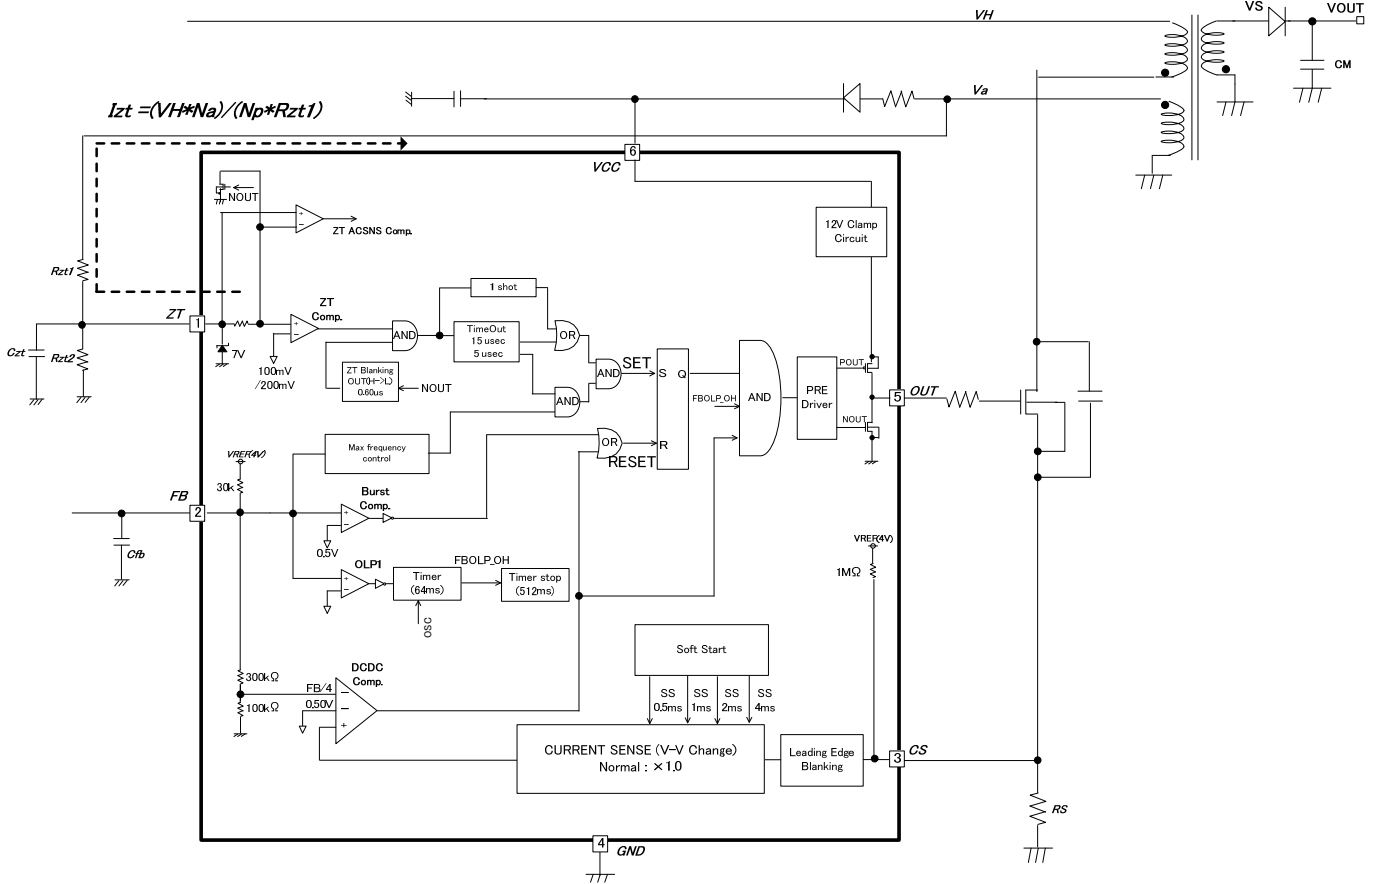 VH
VS
VOUT
CM
Va
Izt =(VH*Na)/(Np*Rzt1)
6
VCC
NOUT
ZT ACSNS Comp.
12V Clamp
Circuit
Rzt1
ZT
1
Czt
Rzt2
7V
ZT
Comp.
100mV
/200mV
AND
1 shot
TimeOut
15 usec
5 usec
OR
ZT Blanking
OUT(H->L)
0.60us
NOUT
AND
AND
SET
S
Q
R
FBOLP_OH
AND
PRE
Driver
POUT
NOUT
5
OUT
Max frequency
control
OR
RESET
VREF(4V)
30k
FB
2
Cfb
Burst
Comp.
0.5V
OLP1
Timer
(64ms)
FBOLP_OH
Timer stop
(512ms)
OSC
VREF(4V)
1MΩ
300kΩ
100kΩ
DCDC
Comp.
FB/4
0.50V
Soft Start
SS
0.5ms
SS
1ms
SS
2ms
SS
4ms
CURRENT SENSE (V-V Change)
Normal : ×1.0
Leading Edge
Blanking
3
CS
RS
4
GND